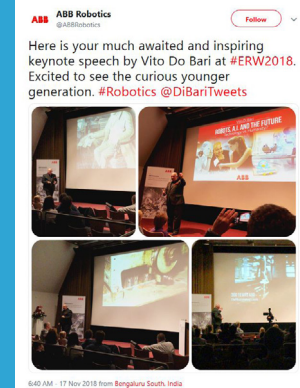 ABB
ABB Robotics
@ABBRobotics
Follow
Here is your much awaited and inspiring
keynote speech by Vito Do Bari at #ERW2018.
Excited to see the curious younger
generation. #Robotics @DiBariTweets
ROBOTS, A.I. AND THE FUTURE
ABB
6:40 AM - 17 Nov 2018 from Bengaluru South, India